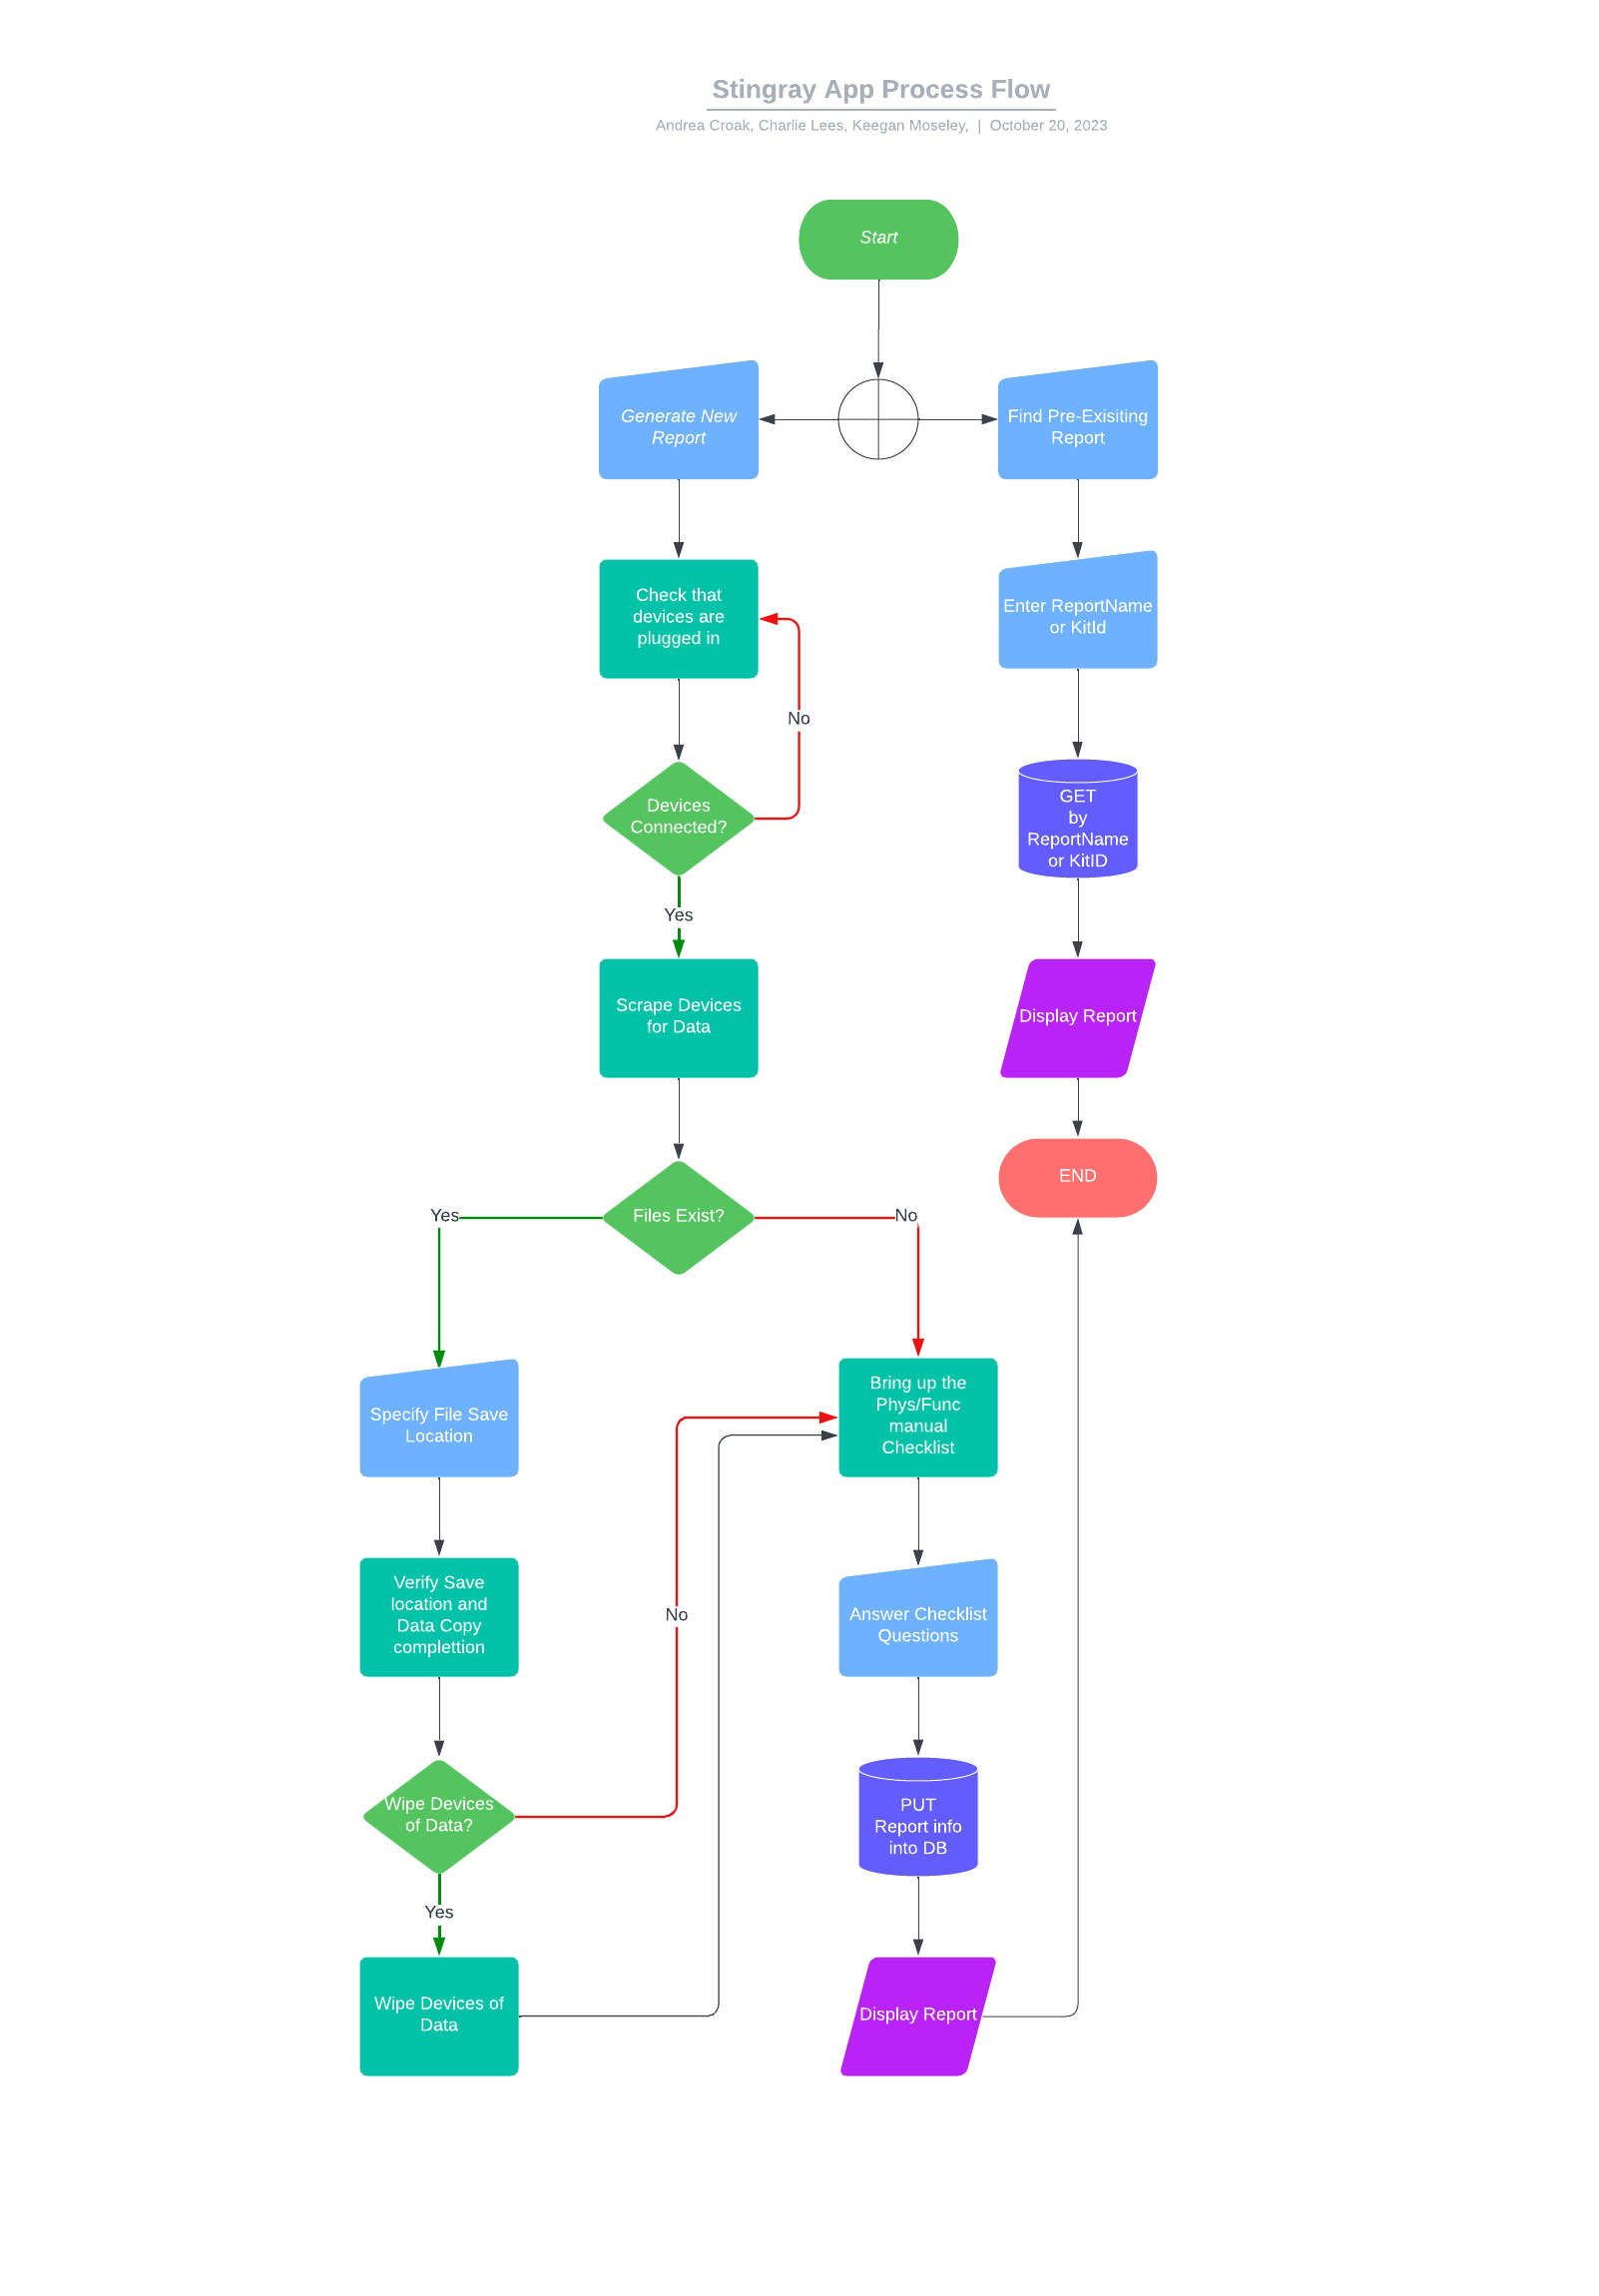 Stingray App Process Flow
Andrea Croak, Charlie Lees, Keegan Moseley, | October 20, 2023
Start
Generate New
Report
Find Pre-Exisiting
Report
Check that
devices are
plugged in
Enter ReportName
or KitId
No
Devices
Connected?
GET
by
ReportName
or KitID
Yes
Scrape Devices
for Data
Display Report
END
Yes
Files Exist?
No
Specify File Save
Location
Bring up the
Phys/Func
manual
Checklist
Verify Save
location and
Data Copy
complettion
No
Answer Checklist
Questions
Wipe Devices
of Data?
PUT
Report info
into DB
Yes
Wipe Devices of
Data
Display Report